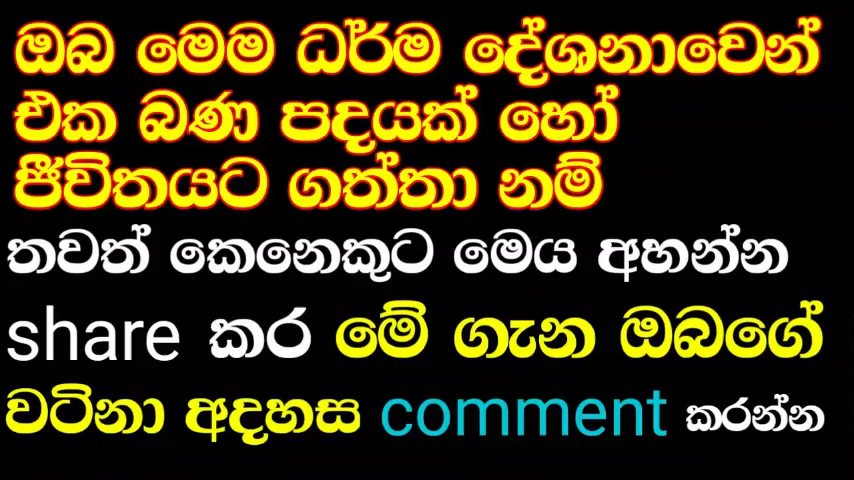 ඔබ මෙම ධර්ම දේශනාවෙන්
එක බණ පදයක් හෝ
ජීවිතයට ගත්තා නම්
තවත් කෙනෙකුට මෙය අහන්න
share කර මේ ගැන ඔබගේ
වටිනා අදහස comment කරන්න